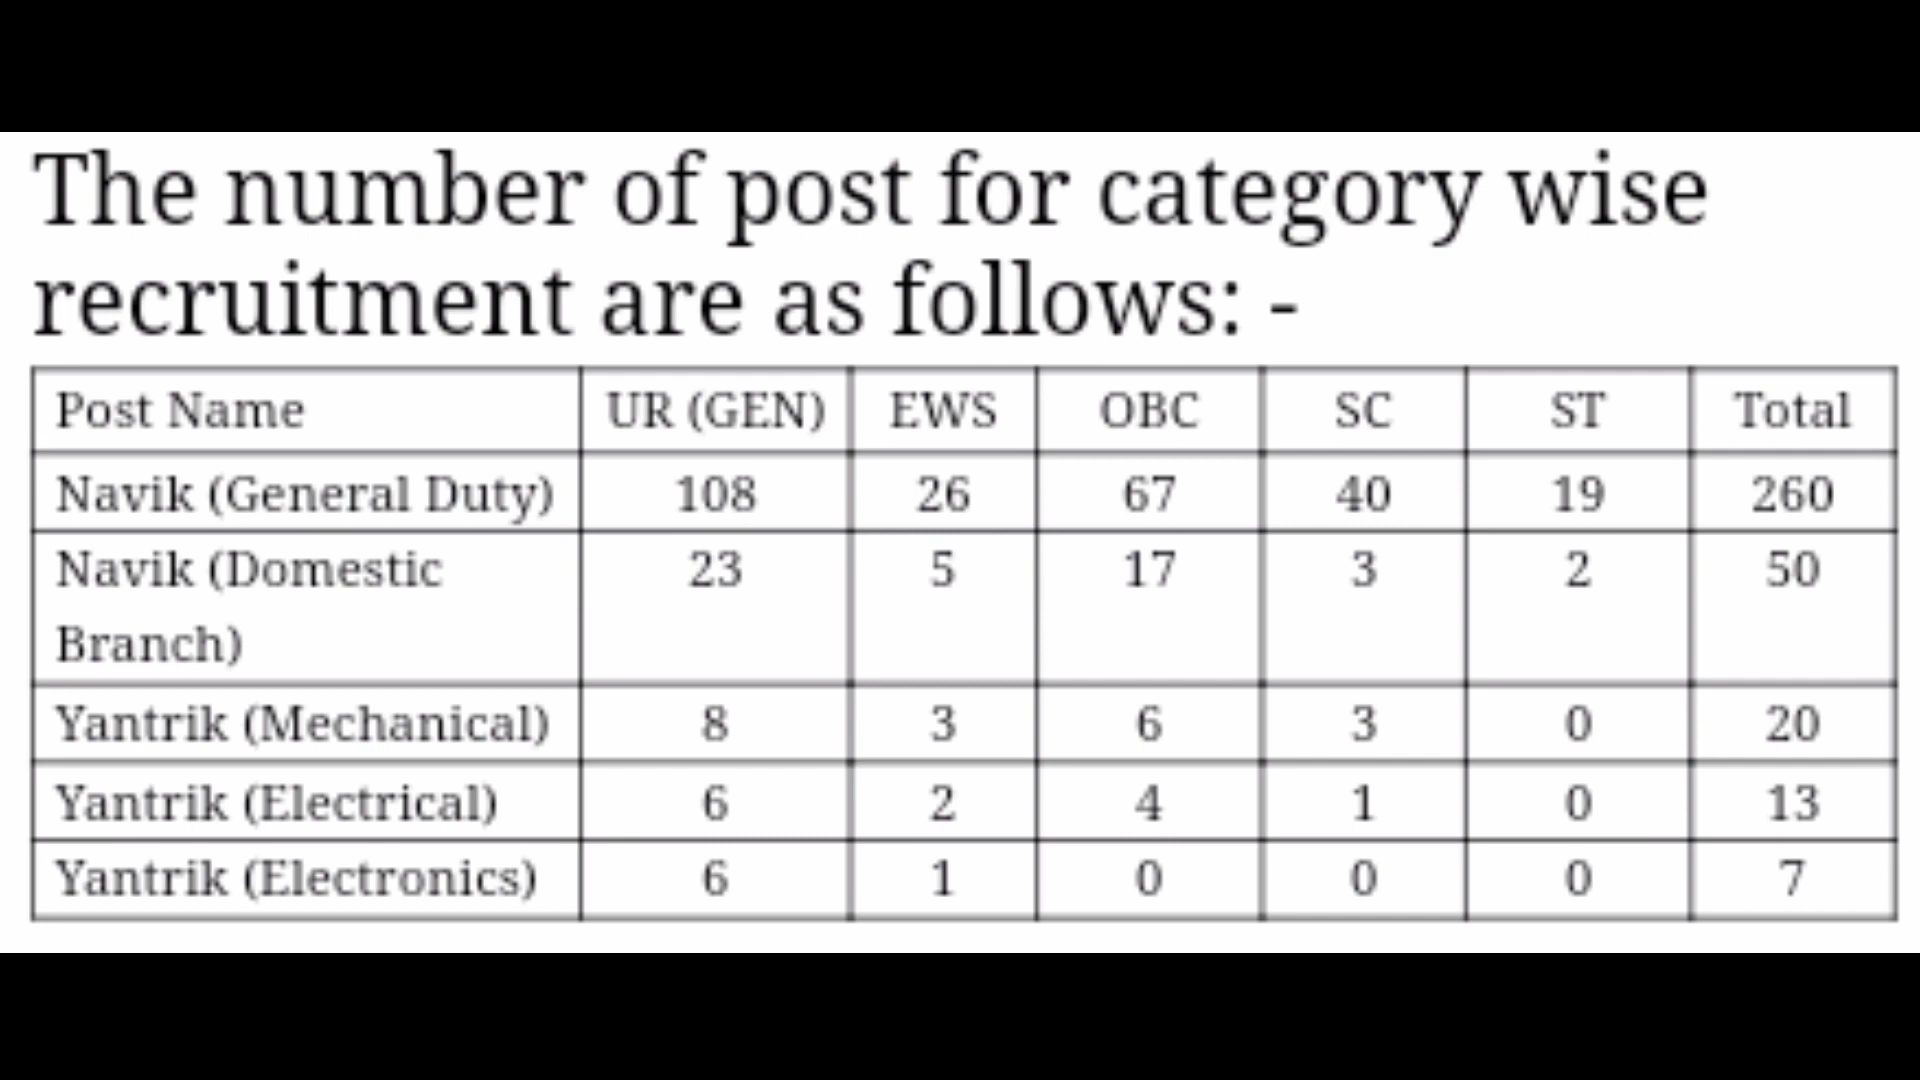 The number of post for category wise
recruitment are as follows: -
Post Name UR (GEN) EWS OBC SC ST Total
Navik (General Duty) 108 26 67 40 19 260
Navik (Domestic 23 5 17 3 2 50
Branch)
Yantrik (Mechanical) 8 3 6 3 0 20
Yantrik (Electrical) 6 2 4 1 0 13
Yantrik (Electronics) 6 1 0 0 0 7